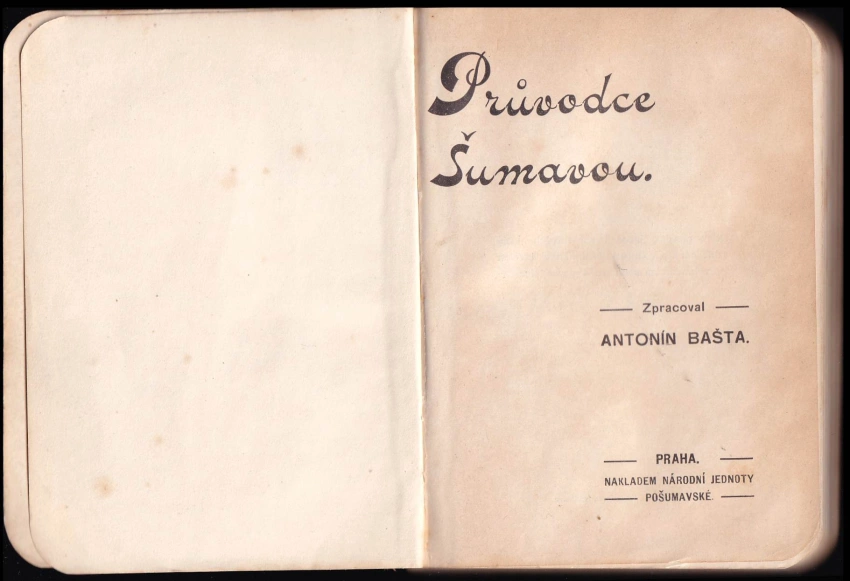 Průvodce
Šumavou.
Zpracoval
ANTONÍN BAŠTA.
PRAHA.
NAKLADEM NÁRODNÍ JEDNOTY
POŠUMAVSKÉ.